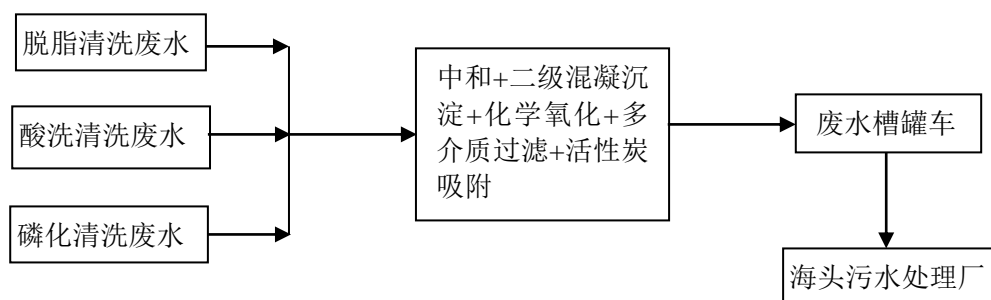 脱脂清洗废水
酸洗清洗废水
磷化清洗废水
中和+二级混凝沉
淀+化学氧化+多
介质过滤+活性炭
吸附
废水槽罐车
海头污水处理厂